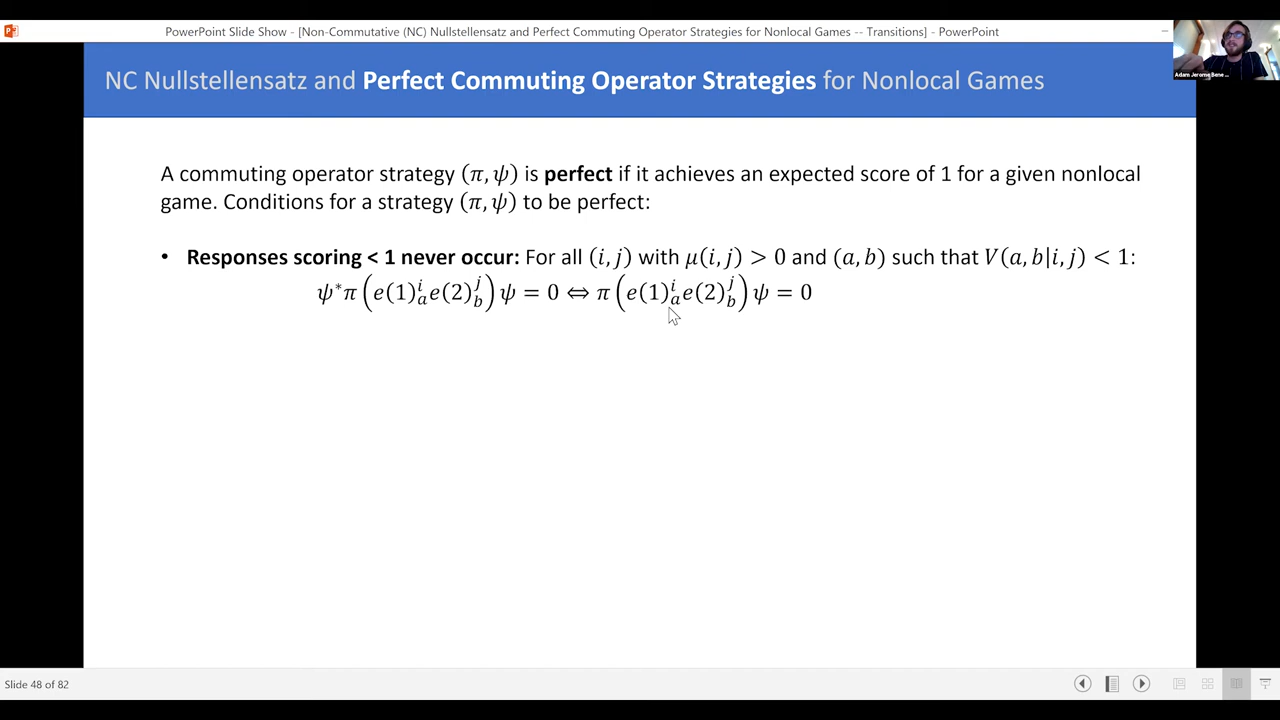 PowerPoint Slide Show - [Non-Commutative (NC) Nullstellensatz and Perfect Commuting Operator Strategies for Nonlocal Games -- Transitions] - PowerPoint
Adam Jerome Bene ...
NC Nullstellensatz and Perfect Commuting Operator Strategies for Nonlocal Games
A commuting operator strategy (π, ψ) is perfect if it achieves an expected score of 1 for a given nonlocal
game. Conditions for a strategy (π, ψ) to be perfect:
• Responses scoring < 1 never occur: For all (i, j) with μ(i, j) > 0 and (a, b) such that V(a, b|i, j) < 1:
ψ*π(e(1)^i_a e(2)^j_b)ψ = 0 ⇔ π(e(1)^i_a e(2)^j_b)ψ = 0
Slide 48 of 82